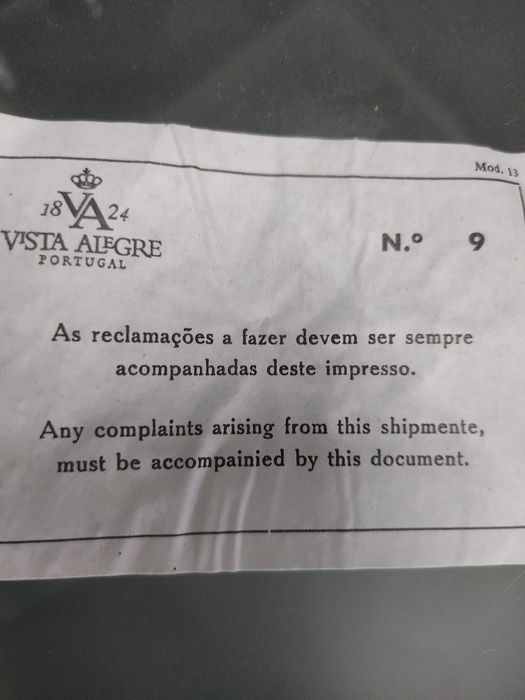 Mod. 13
18 VA 24
VISTA ALEGRE
PORTUGAL
N.º 9
As reclamações a fazer devem ser sempre
acompanhadas deste impresso.
Any complaints arising from this shipmente,
must be accompainied by this document.